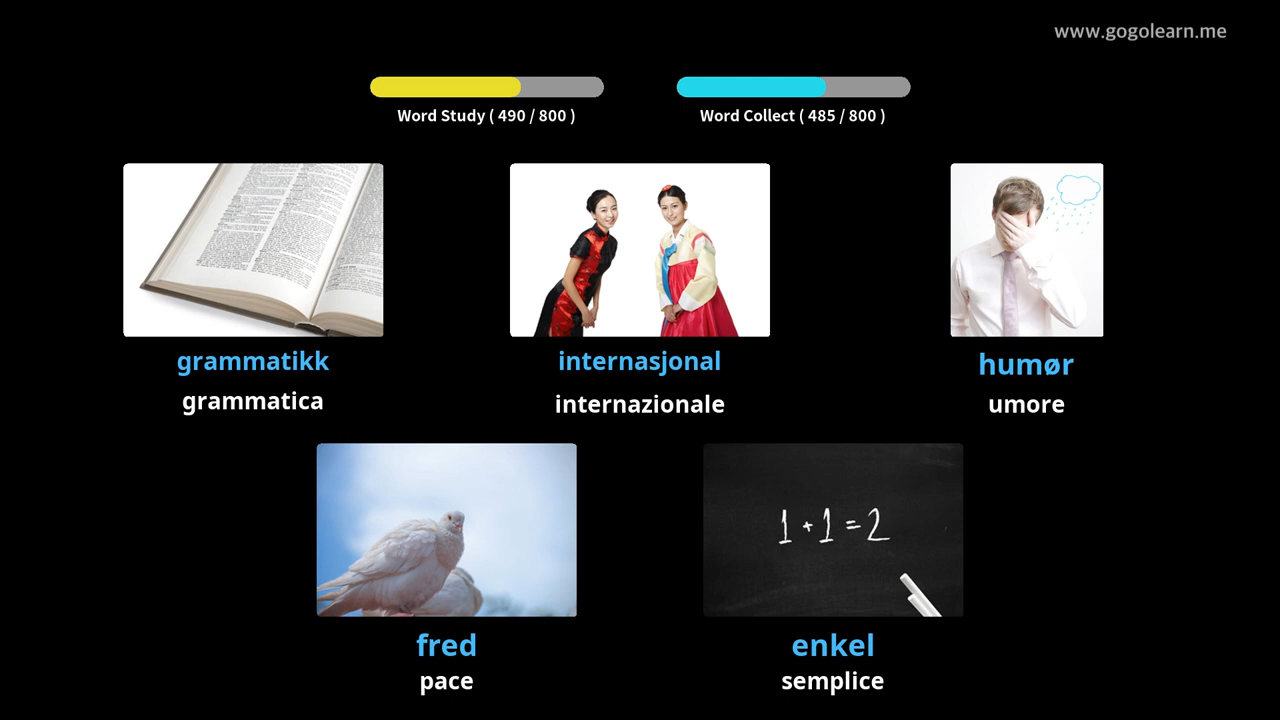 www.gogolearn.me
Word Study ( 490 / 800 )
Word Collect ( 485 / 800 )
grammatikk
grammatica
internasjonal
internazionale
humør
umore
1 + 1 = 2
fred
pace
enkel
semplice